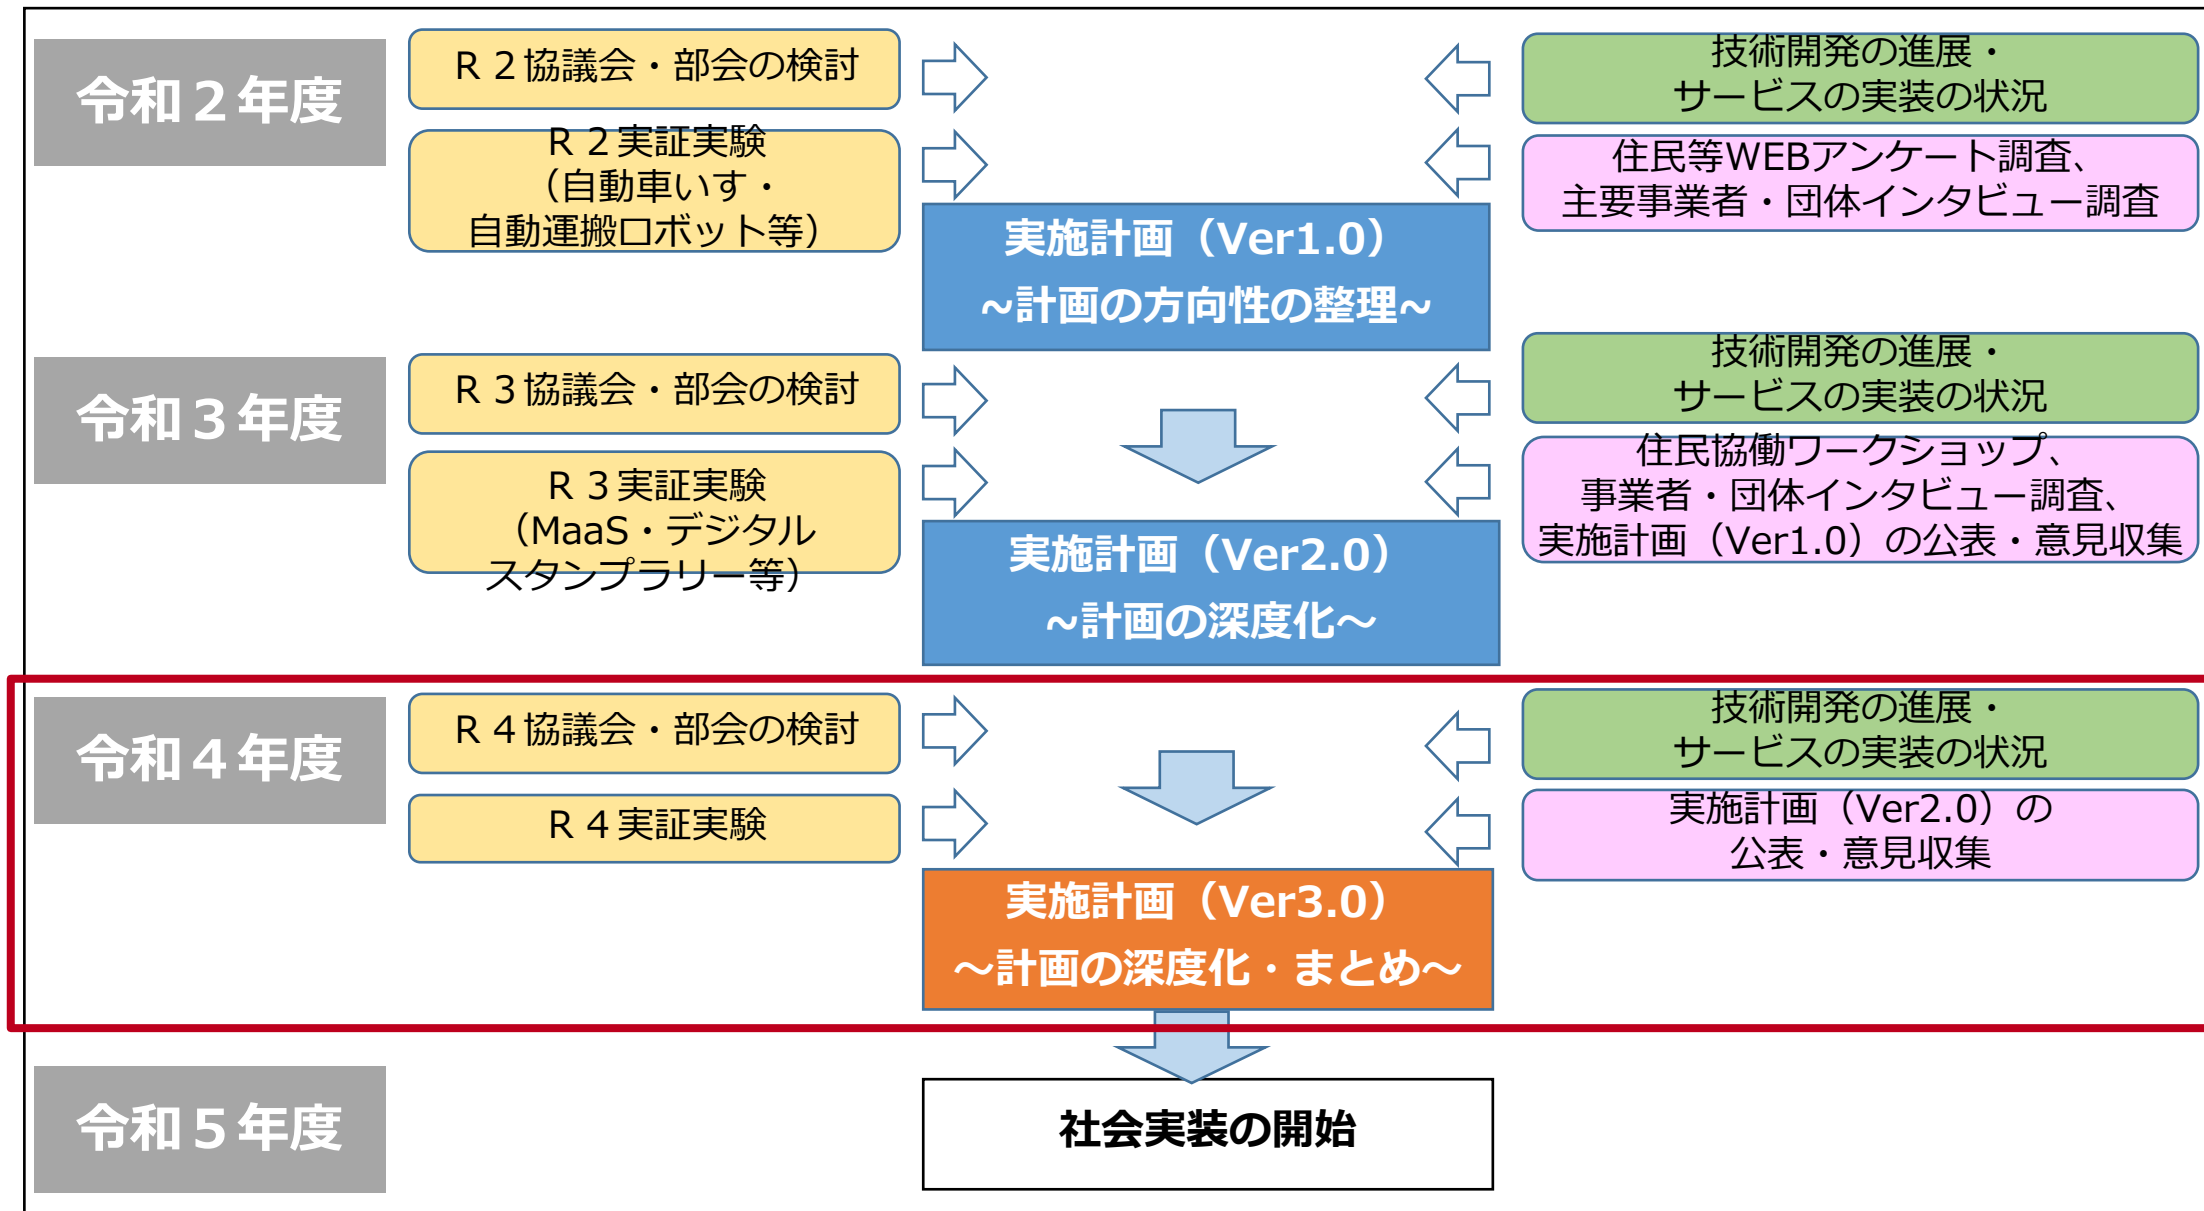 令和２年度
Ｒ２協議会・部会の検討
Ｒ２実証実験
（自動車いす・
自動運搬ロボット等）
技術開発の進展・
サービスの実装の状況
住民等WEBアンケート調査、
主要事業者・団体インタビュー調査
実施計画（Ver1.0）
~計画の方向性の整理~
令和３年度
Ｒ３協議会・部会の検討
Ｒ３実証実験
（MaaS・デジタル
スタンプラリー等）
技術開発の進展・
サービスの実装の状況
住民協働ワークショップ、
事業者・団体インタビュー調査、
実施計画（Ver1.0）の公表・意見収集
実施計画（Ver2.0）
~計画の深度化～
令和４年度
Ｒ４協議会・部会の検討
Ｒ４実証実験
技術開発の進展・
サービスの実装の状況
実施計画（Ver2.0）の
公表・意見収集
実施計画（Ver3.0）
～計画の深度化・まとめ～
令和５年度
社会実装の開始